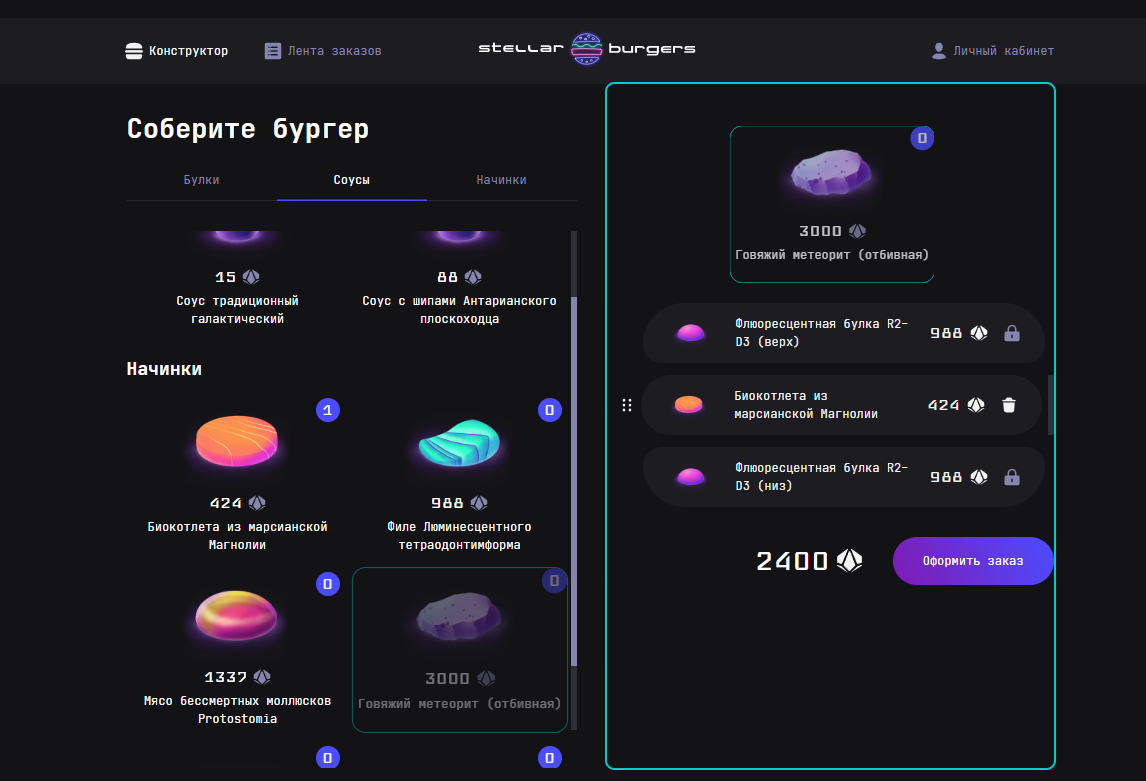 Конструктор
Лента заказов
stellar burgers
Личный кабинет
Соберите бургер
Булки
Соусы
Начинки
15
88
Соус традиционный
галактический
Соус с шипами Антарианского
плоскоходца
Начинки
1
0
424
988
Биокотлета из марсианской
Магнолии
Филе Люминесцентного
тетраодонтимформа
0
0
1337
3000
Мясо бессмертных моллюсков
Protostomia
Говяжий метеорит (отбивная)
0
0
0
3000
Говяжий метеорит (отбивная)
Флюоресцентная булка R2-
D3 (верх)
988
Биокотлета из
марсианской Магнолии
424
Флюоресцентная булка R2-
D3 (низ)
988
2400
Оформить заказ